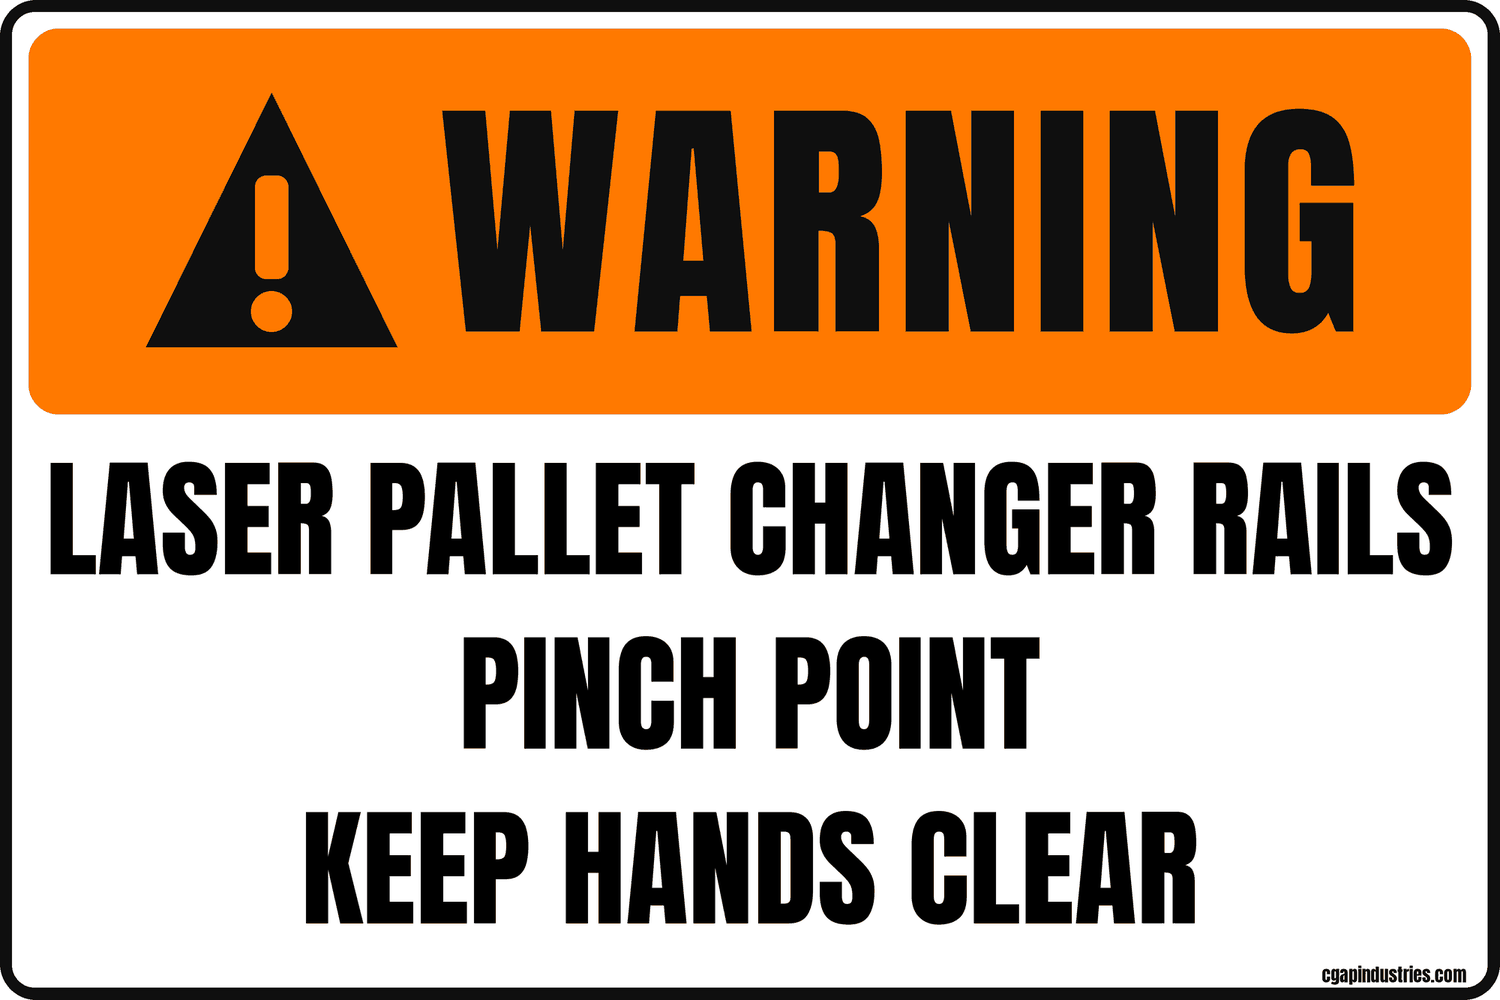 WARNING
LASER PALLET CHANGER RAILS
PINCH POINT
KEEP HANDS CLEAR
cgapindustries.com